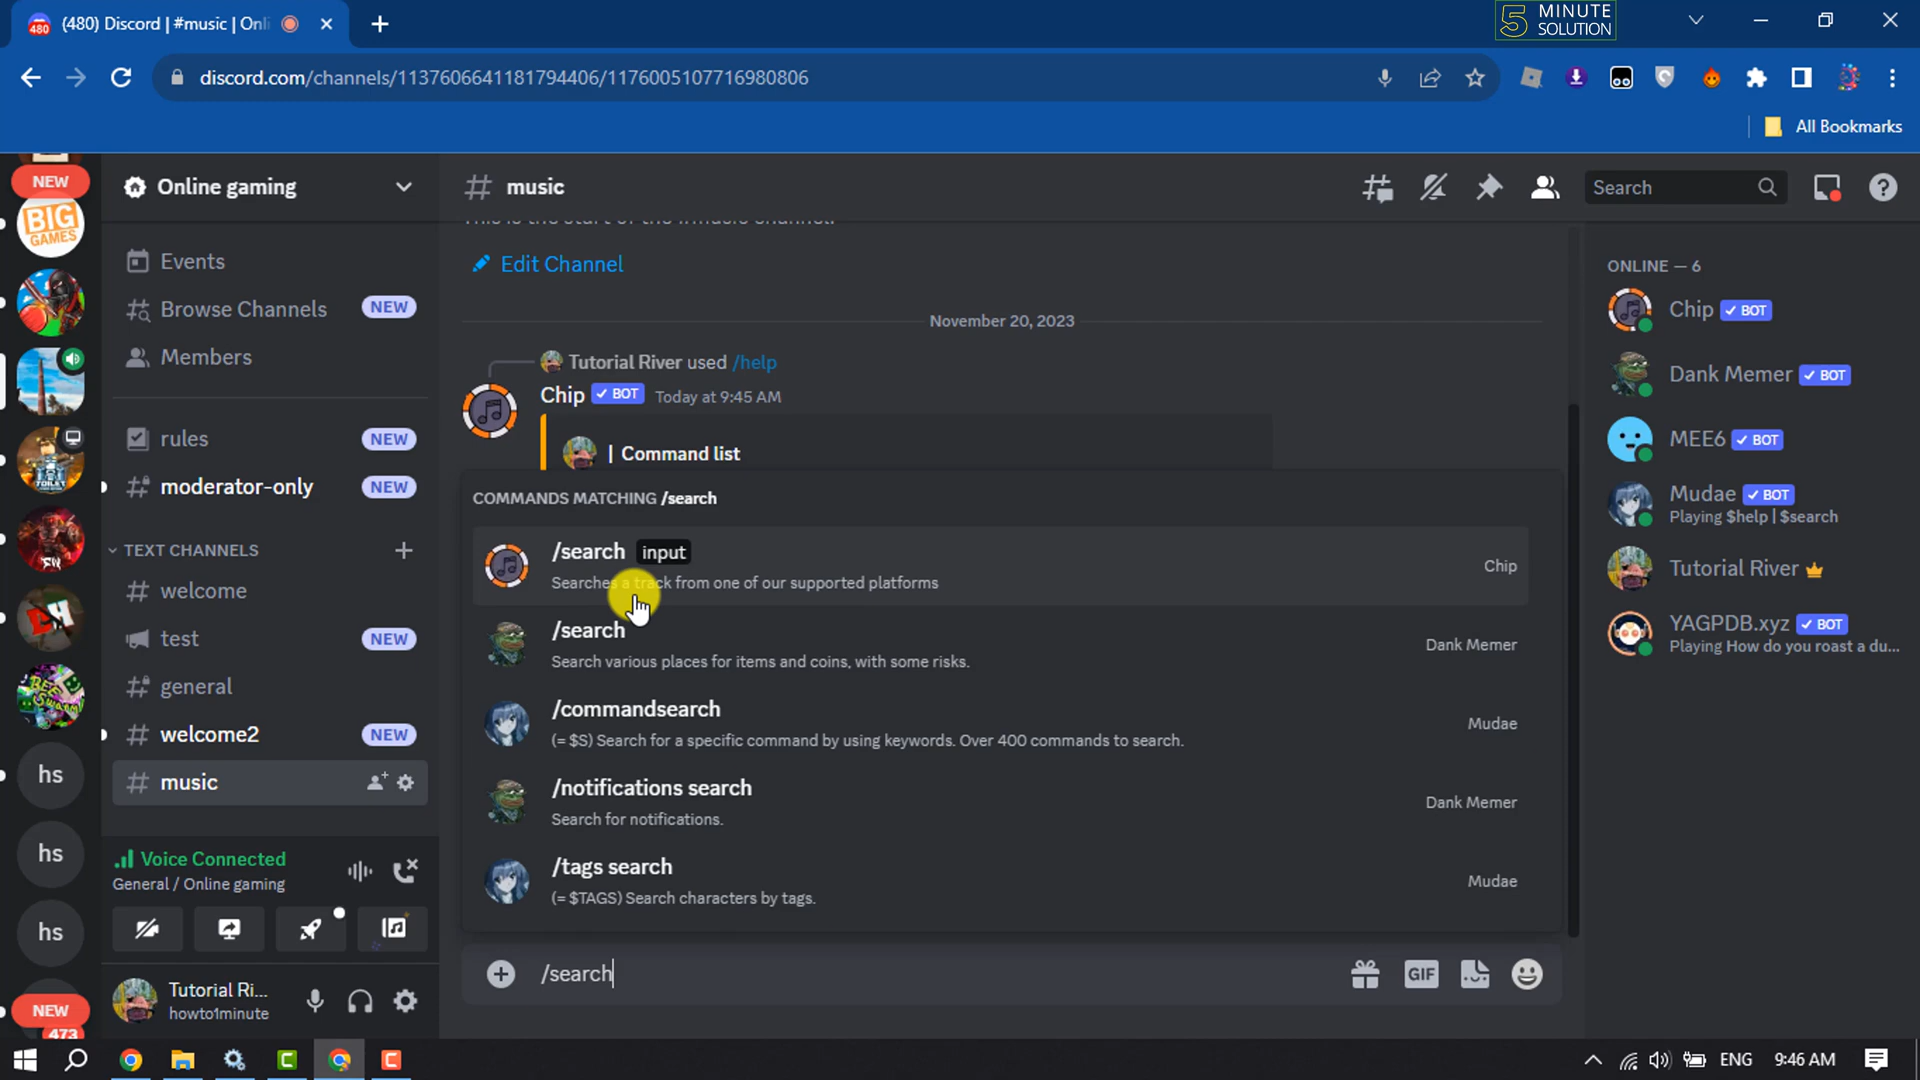 (480) Discord | #music | Onli
5 MINUTE SOLUTION
discord.com/channels/1137606641181794406/1176005107716980806
All Bookmarks
NEW
BIG GAMES
hs
hs
hs
NEW
473
Online gaming
Events
Browse Channels NEW
Members
rules NEW
moderator-only NEW
TEXT CHANNELS
welcome
test NEW
general
welcome2 NEW
music
Voice Connected
General / Online gaming
Tutorial Ri...
howto1minute
music
Search
Edit Channel
November 20, 2023
Tutorial River used /help
Chip BOT Today at 9:45 AM
| Command list
COMMANDS MATCHING /search
/search input
Searches a track from one of our supported platforms
Chip
/search
Search various places for items and coins, with some risks.
Dank Memer
/commandsearch
(= $S) Search for a specific command by using keywords. Over 400 commands to search.
Mudae
/notifications search
Search for notifications.
Dank Memer
/tags search
(= $TAGS) Search characters by tags.
Mudae
/search
GIF
ONLINE — 6
Chip BOT
Dank Memer BOT
MEE6 BOT
Mudae BOT
Playing $help | $search
Tutorial River
YAGPDB.xyz BOT
Playing How do you roast a du...
ENG
9:46 AM